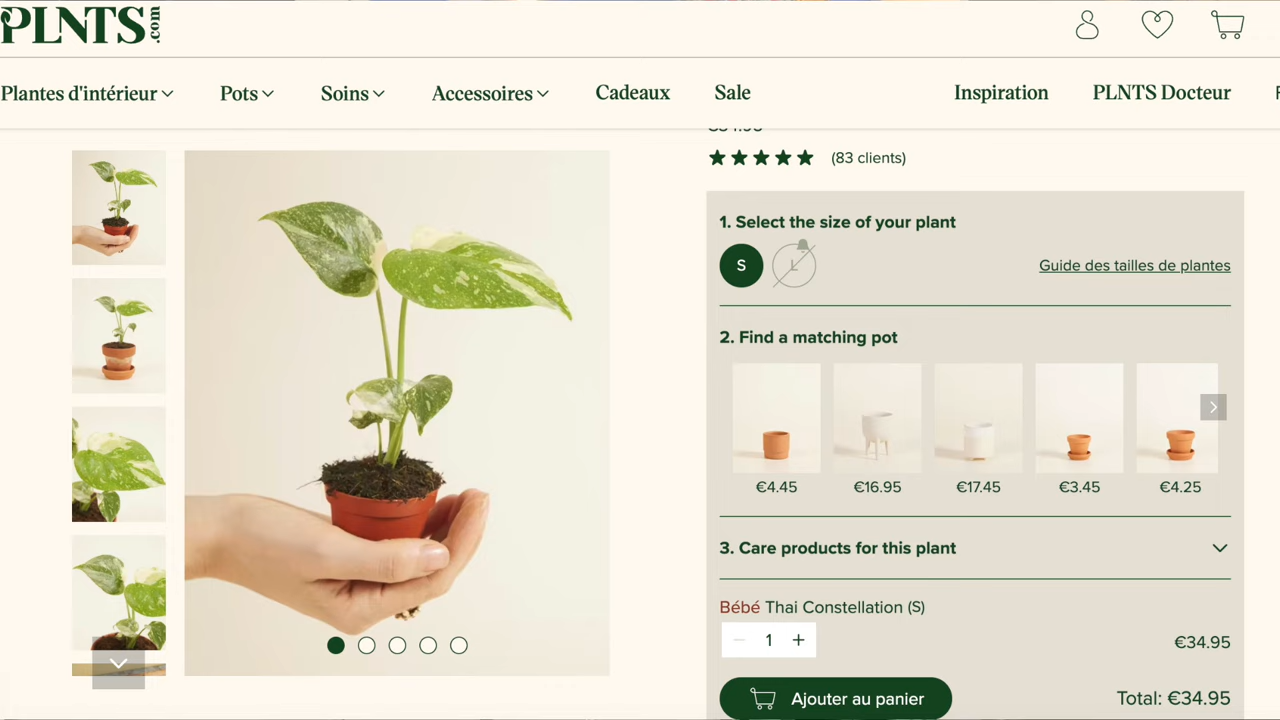 PLNTS.com
Plantes d'intérieur Pots Soins Accessoires Cadeaux Sale Inspiration PLNTS Docteur
(83 clients)
1. Select the size of your plant
S L Guide des tailles de plantes
2. Find a matching pot
€4.45 €16.95 €17.45 €3.45 €4.25
3. Care products for this plant
Bébé Thai Constellation (S)
1 €34.95
Ajouter au panier Total: €34.95